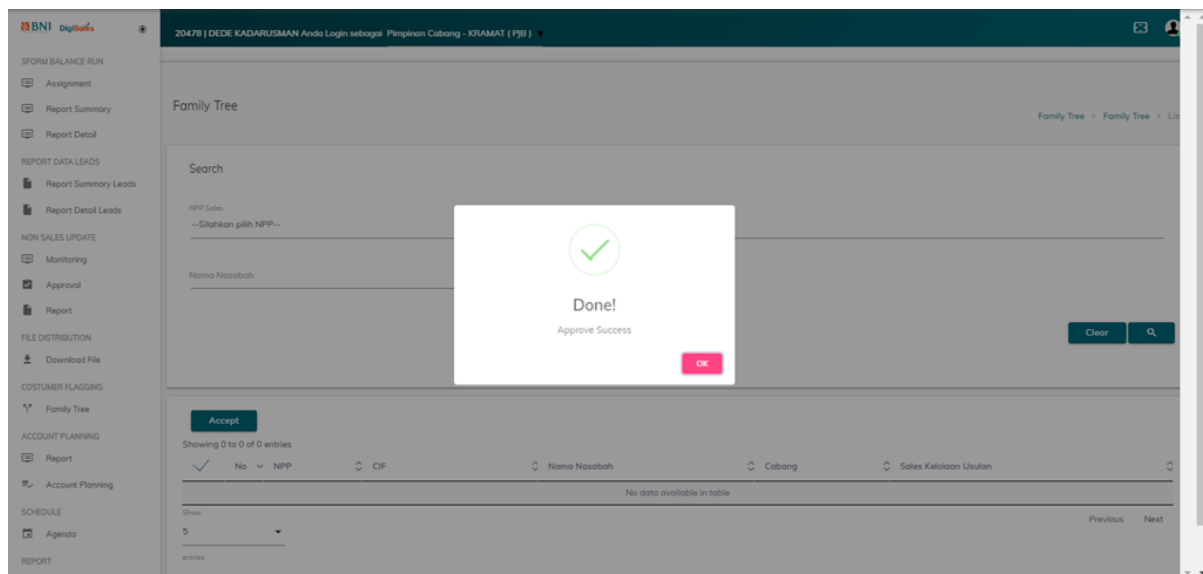 BNI DigiSales
20478 | DEDE KADARUSMAN Anda Login sebagai Pimpinan Cabang - KRAMAT ( PJB )
SFORM BALANCE RUN
Assignment
Report Summary
Report Detail
REPORT DATA LEADS
Report Summary Leads
Report Detail Leads
NON SALES UPDATE
Monitoring
Approval
Report
FILE DISTRIBUTION
Download File
COSTUMER FLAGGING
Family Tree
ACCOUNT PLANNING
Report
Account Planning
SCHEDULE
Agenda
REPORT
Family Tree
Family Tree > Family Tree > Lis
Search
NPP Sales
--Silahkan pilih NPP--
Nama Nasabah
Clear
Done!
Approve Success
OK
Accept
Showing 0 to 0 of 0 entries
No NPP CIF Nama Nasabah Cabang Sales Kelolaan Usulan
No data available in table
Show
5
entries
Previous Next